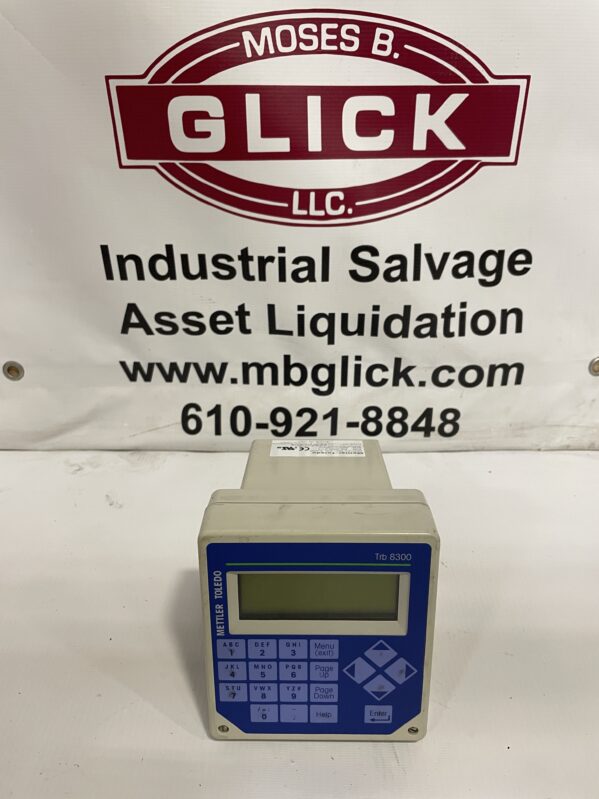 MOSES B.
GLICK
LLC.
Industrial Salvage
Asset Liquidation
www.mbglick.com
610-921-8848
Trb 8300
METTLER TOLEDO
ABC DEF GHI Menu
1 2 3 (exit)
JKL MNO PQR Page
4 5 6 Up
STU VWX YZ# Page
7 8 9 Down
0 Help
Enter